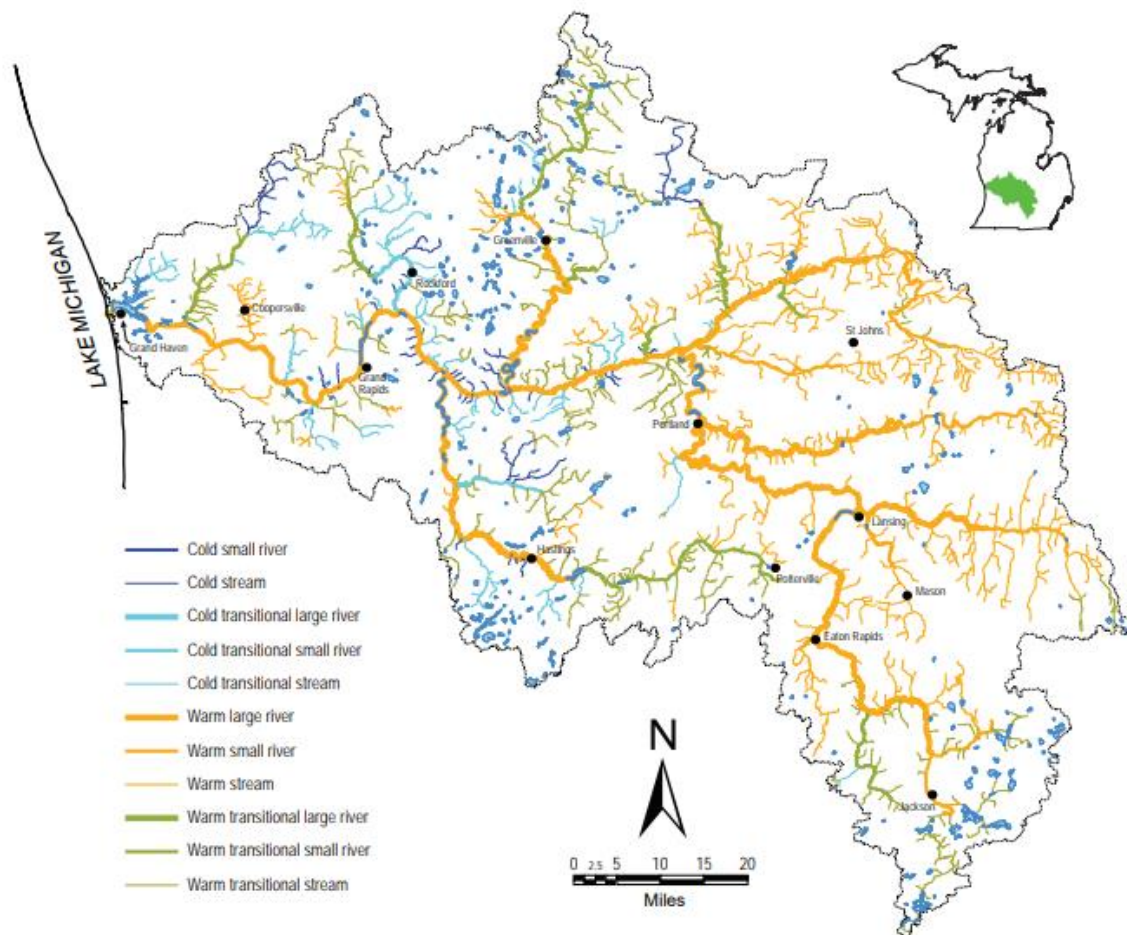 LAKE MICHIGAN
Greenville
Rockford
Coopersville
Grand Haven
St Johns
Grand
Rapids
Portland
Lansing
Hastings
Potterville
Mason
Eaton Rapids
Jackson
Cold small river
Cold stream
Cold transitional large river
Cold transitional small river
Cold transitional stream
Warm large river
Warm small river
Warm stream
Warm transitional large river
Warm transitional small river
Warm transitional stream
N
0 2.5 5 10 15 20
Miles